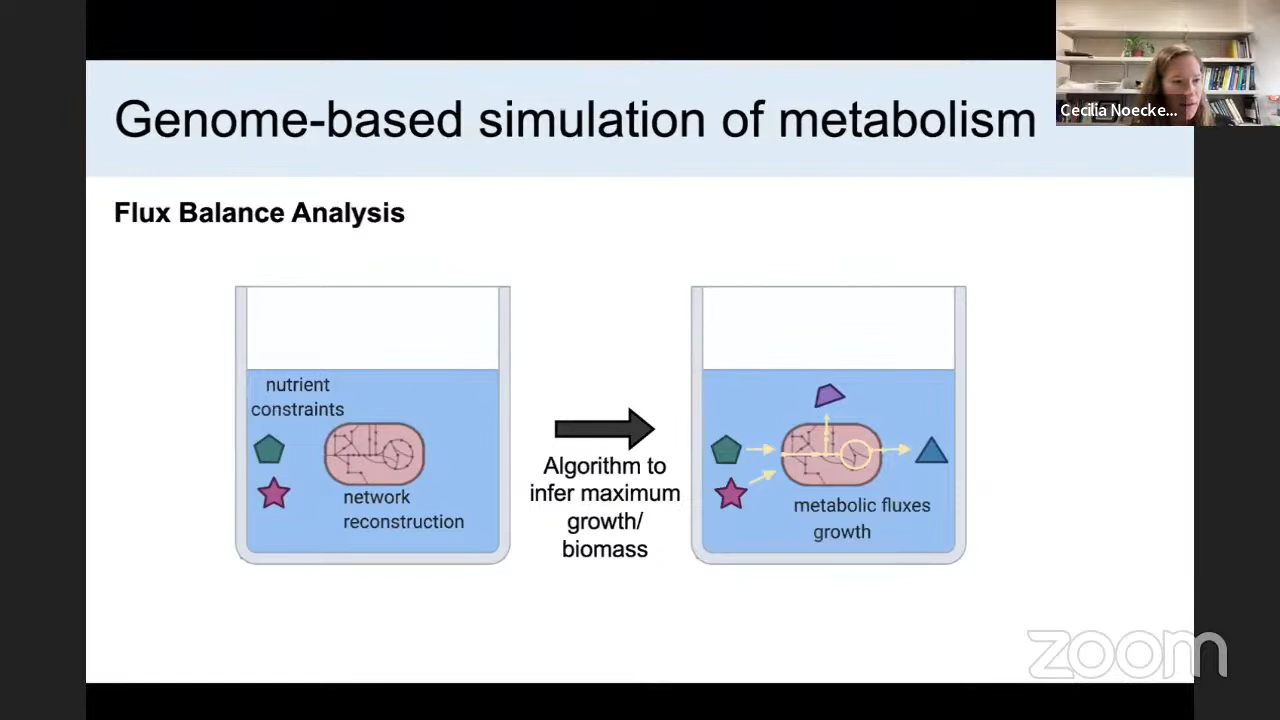 Genome-based simulation of metabolism
Cecilia Noecke...
Flux Balance Analysis
nutrient
constraints
network
reconstruction
Algorithm to
infer maximum
growth/
biomass
metabolic fluxes
growth
zoom